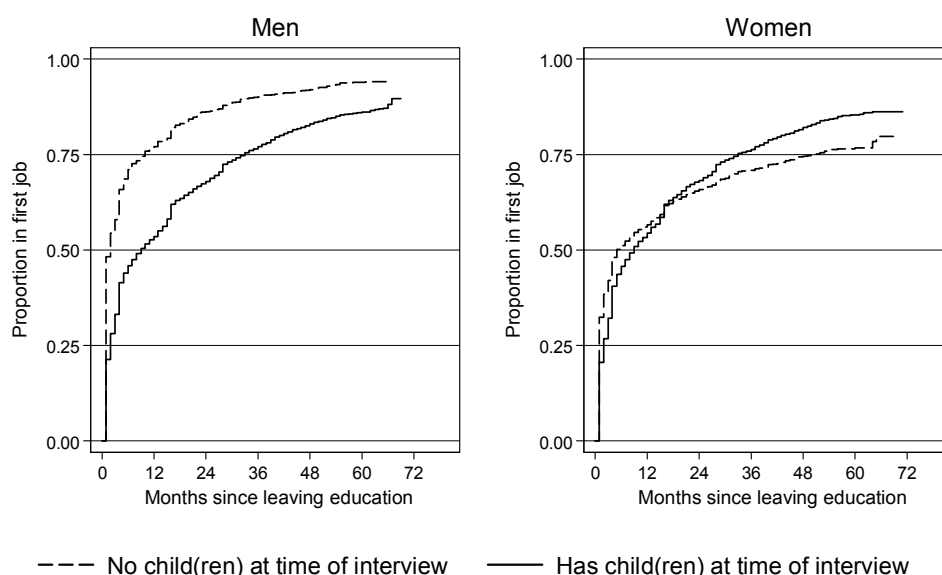 Men
Women
1.00
0.75
0.50
0.25
0.00
Proportion in first job
0 12 24 36 48 60 72
Months since leaving education
1.00
0.75
0.50
0.25
0.00
Proportion in first job
0 12 24 36 48 60 72
Months since leaving education
No child(ren) at time of interview
Has child(ren) at time of interview